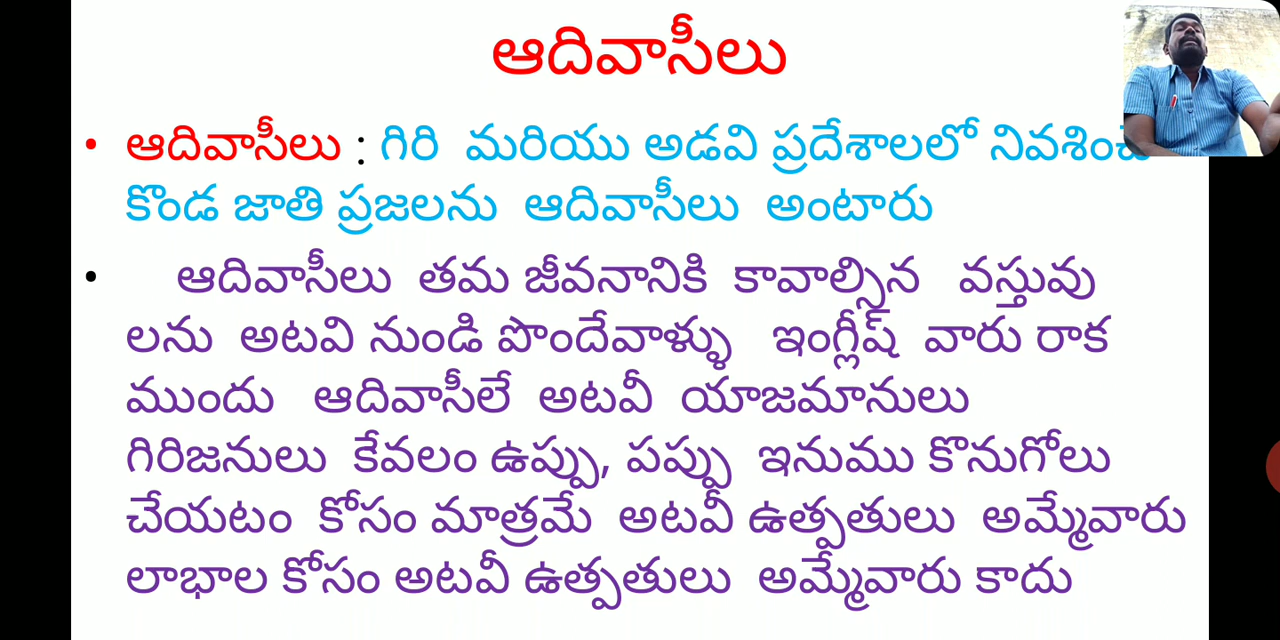 ఆదివాసీలు
• ఆదివాసీలు : గిరి మరియు అడవి ప్రదేశాలలో
కొండ జాతి ప్రజలను ఆదివాసీలు అంటారు
• ఆదివాసీలు తమ జీవనానికి కావాల్సిన వస్తువు
లను అటవి నుండి పొందేవాళ్ళు ఇంగ్లీష్ వారు రాక
ముందు ఆదివాసీలే అటవీ యాజమానులు
గిరిజనులు కేవలం ఉప్పు, పప్పు ఇనుము కొనుగోలు
చేయటం కోసం మాత్రమే అటవీ ఉత్పతులు అమ్మేవారు
లాభాల కోసం అటవీ ఉత్పతులు అమ్మేవారు కాదు